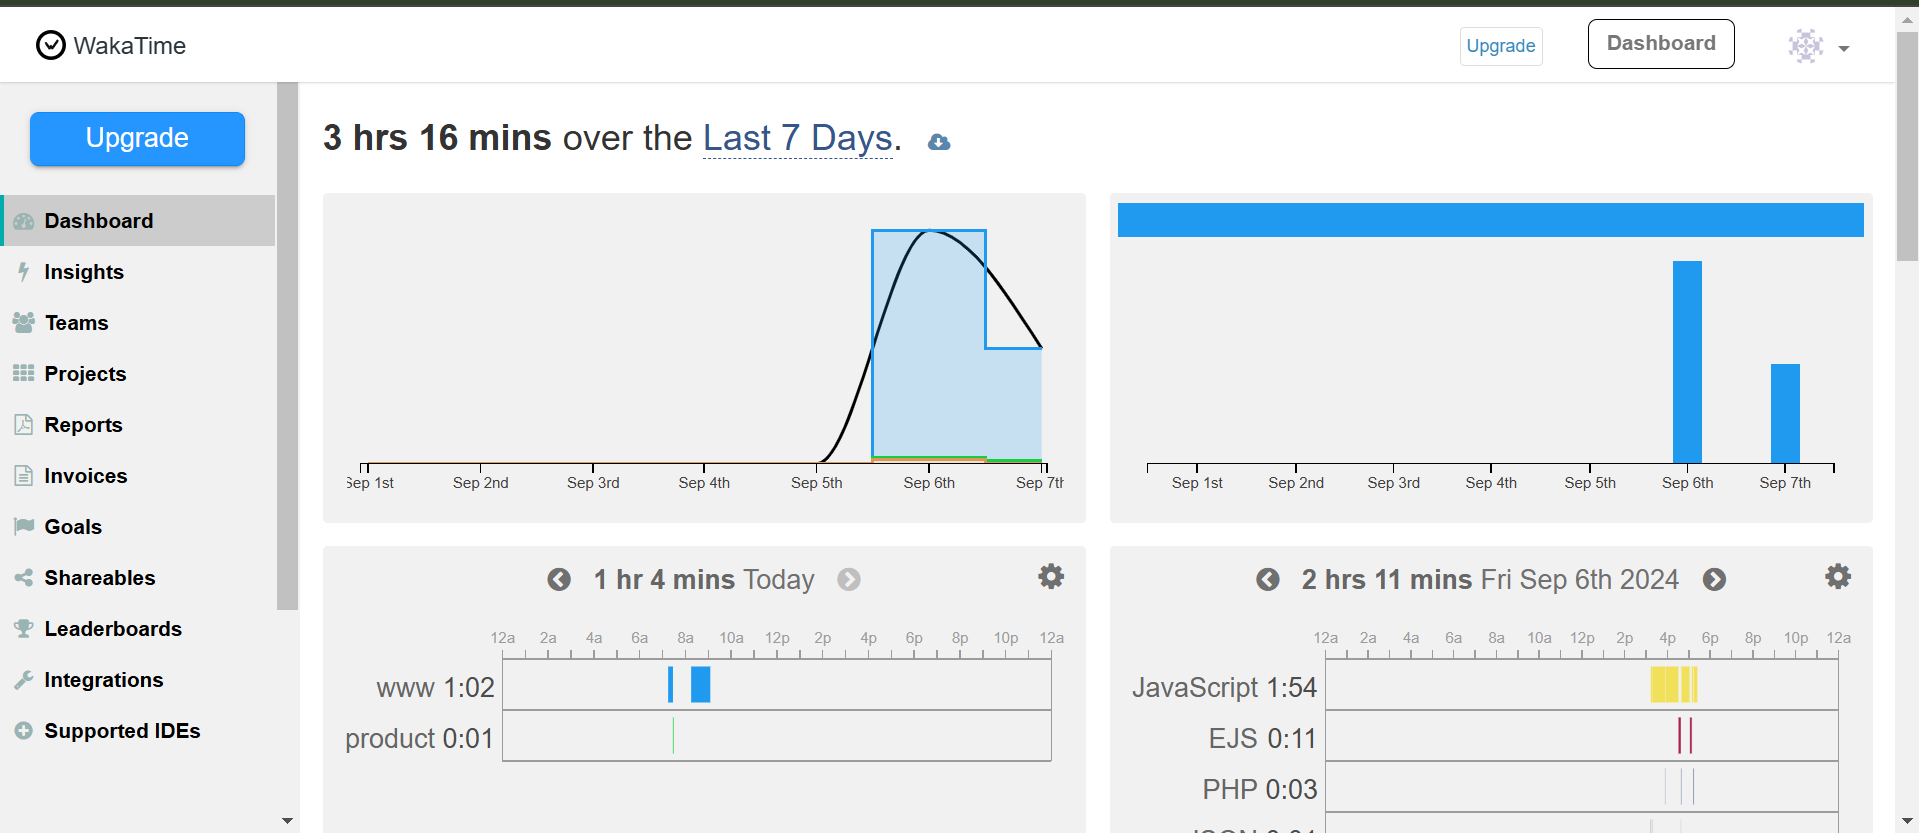 WakaTime
Upgrade
Dashboard
Upgrade
Dashboard
Insights
Teams
Projects
Reports
Invoices
Goals
Shareables
Leaderboards
Integrations
Supported IDEs
3 hrs 16 mins over the Last 7 Days.
Sep 1st Sep 2nd Sep 3rd Sep 4th Sep 5th Sep 6th Sep 7th
Sep 1st Sep 2nd Sep 3rd Sep 4th Sep 5th Sep 6th Sep 7th
1 hr 4 mins Today
12a 2a 4a 6a 8a 10a 12p 2p 4p 6p 8p 10p 12a
www 1:02
product 0:01
2 hrs 11 mins Fri Sep 6th 2024
12a 2a 4a 6a 8a 10a 12p 2p 4p 6p 8p 10p 12a
JavaScript 1:54
EJS 0:11
PHP 0:03